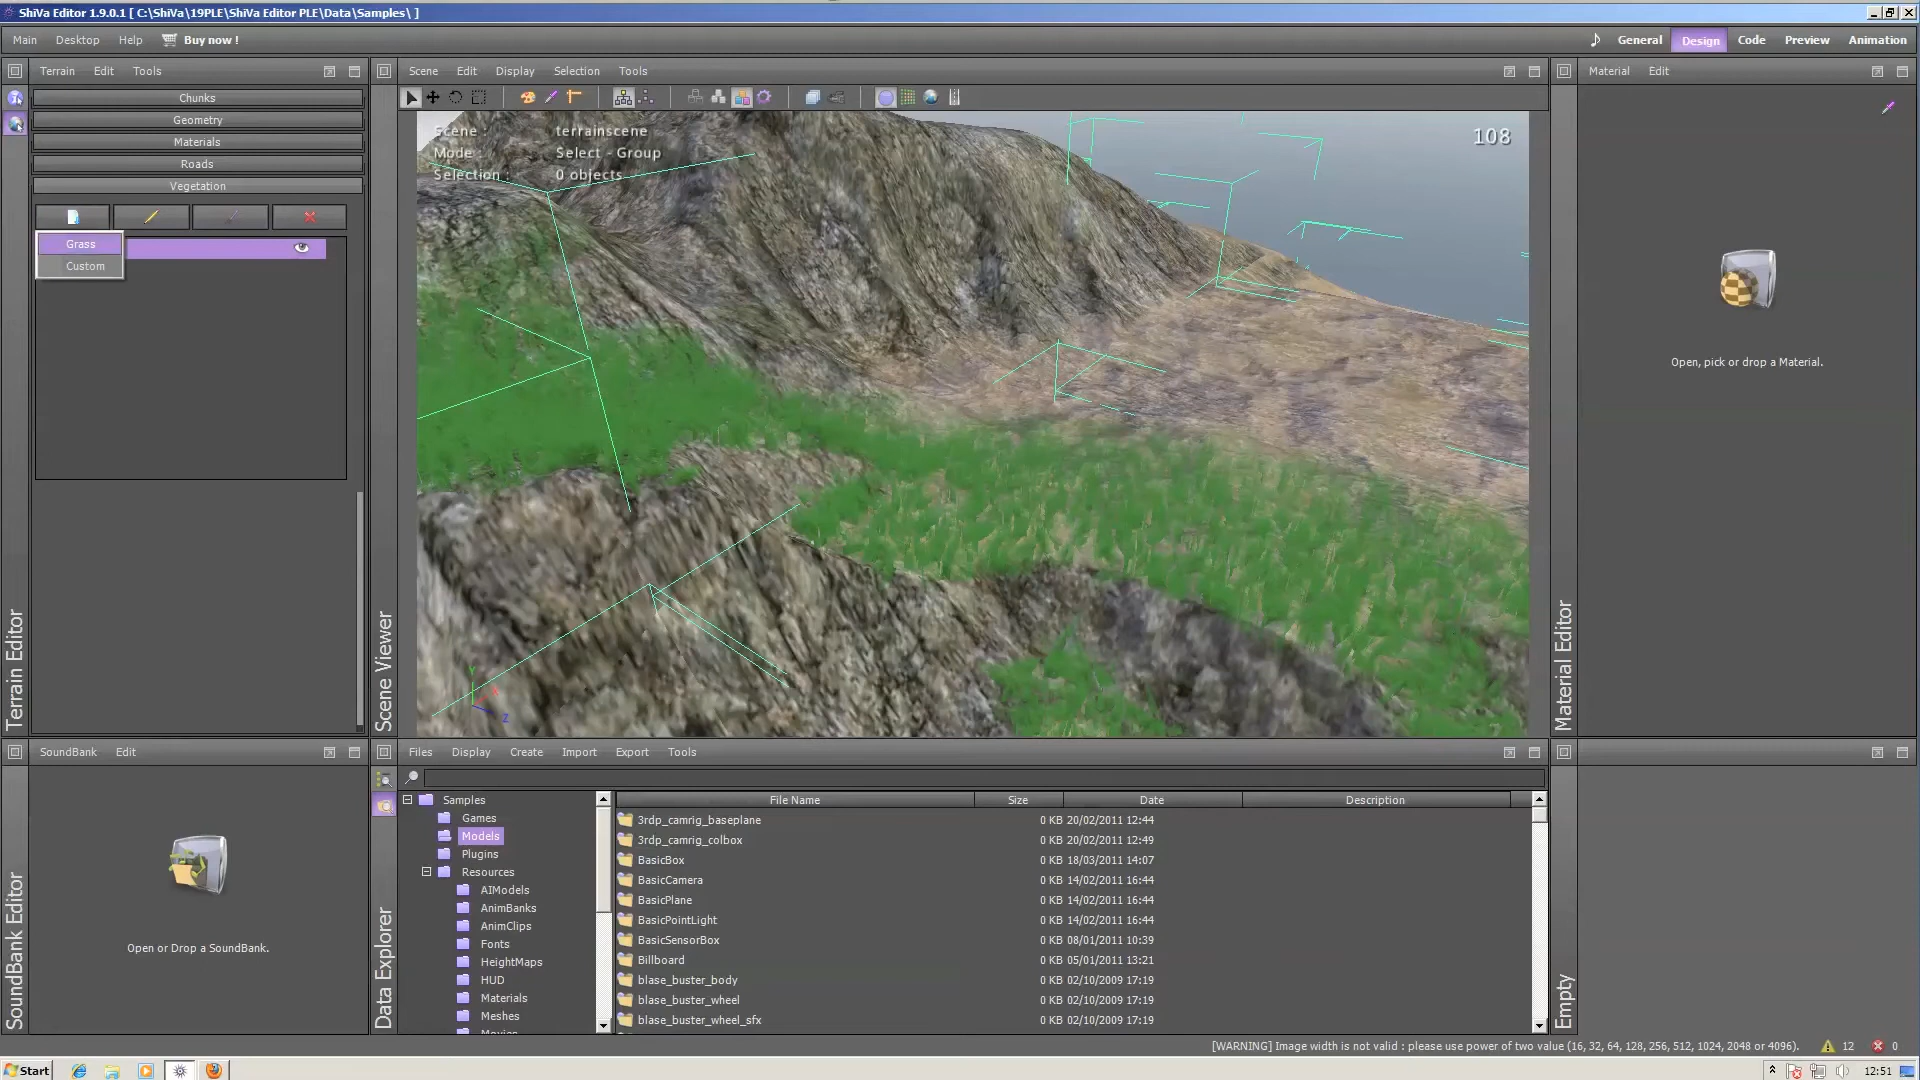 ShiVa Editor 1.9.0.1 [ C:\ShiVa\19PLE\ShiVa Editor PLE\Data\Samples\ ]
Main Desktop Help Buy now ! General Design Code Preview Animation
Terrain Edit Tools
Chunks
Geometry
Materials
Roads
Vegetation
Grass
Custom
Terrain Editor
Scene Edit Display Selection Tools
Scene : terrainscene
Mode : Select - Group
Selection : 0 objects
108
Y
X
Z
Scene Viewer
Material Edit
Open, pick or drop a Material.
Material Editor
SoundBank Edit
Open or Drop a SoundBank.
SoundBank Editor
Files Display Create Import Export Tools
Samples
Games
Models
Plugins
Resources
AIModels
AnimBanks
AnimClips
Fonts
HeightMaps
HUD
Materials
Meshes
Movies
File Name Size Date Description
3rdp_camrig_baseplane 0 KB 20/02/2011 12:44
3rdp_camrig_colbox 0 KB 20/02/2011 12:49
BasicBox 0 KB 18/03/2011 14:07
BasicCamera 0 KB 14/02/2011 16:44
BasicPlane 0 KB 14/02/2011 16:44
BasicPointLight 0 KB 14/02/2011 16:44
BasicSensorBox 0 KB 08/01/2011 10:39
Billboard 0 KB 05/01/2011 13:21
blase_buster_body 0 KB 02/10/2009 17:19
blase_buster_wheel 0 KB 02/10/2009 17:19
blase_buster_wheel_sfx 0 KB 02/10/2009 17:19
Data Explorer
Empty
[WARNING] Image width is not valid : please use power of two value (16, 32, 64, 128, 256, 512, 1024, 2048 or 4096). 12 0
Start 12:51